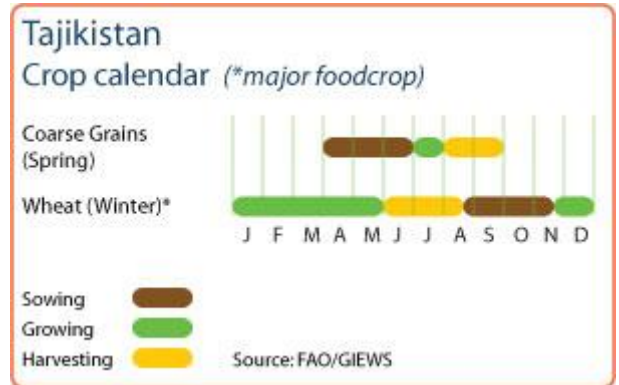 Tajikistan
Crop calendar (*major foodcrop)
Coarse Grains
(Spring)
Wheat (Winter)*
J F M A M J J A S O N D
Sowing
Growing
Harvesting
Source: FAO/GIEWS